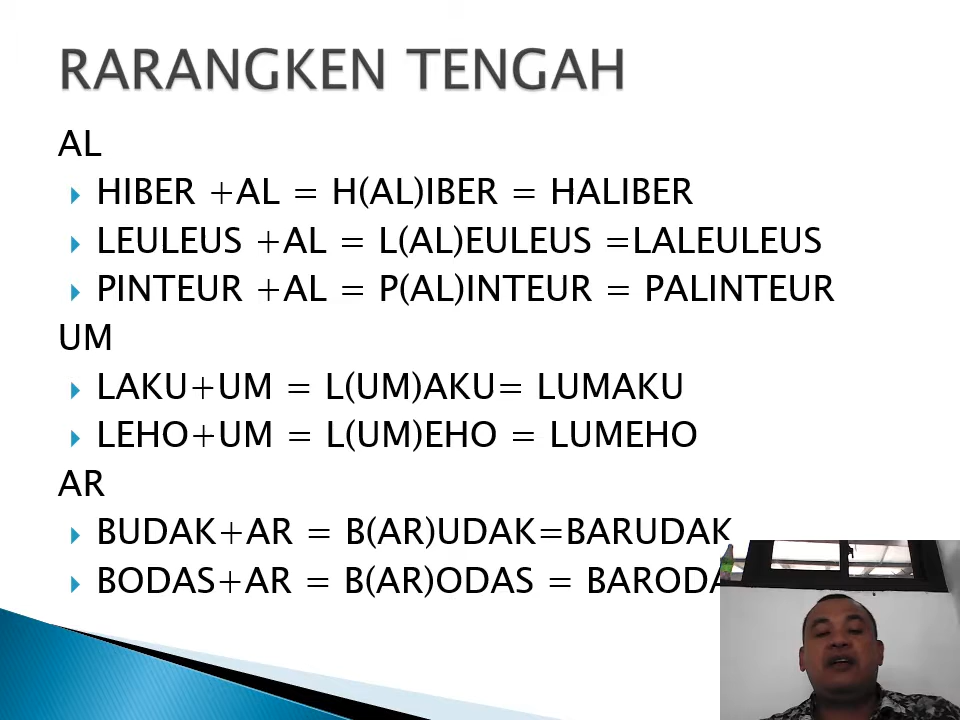 RARANGKEN TENGAH
AL
HIBER +AL = H(AL)IBER = HALIBER
LEULEUS +AL = L(AL)EULEUS =LALEULEUS
PINTEUR +AL = P(AL)INTEUR = PALINTEUR
UM
LAKU+UM = L(UM)AKU= LUMAKU
LEHO+UM = L(UM)EHO = LUMEHO
AR
BUDAK+AR = B(AR)UDAK=BARUDAK
BODAS+AR = B(AR)ODAS =